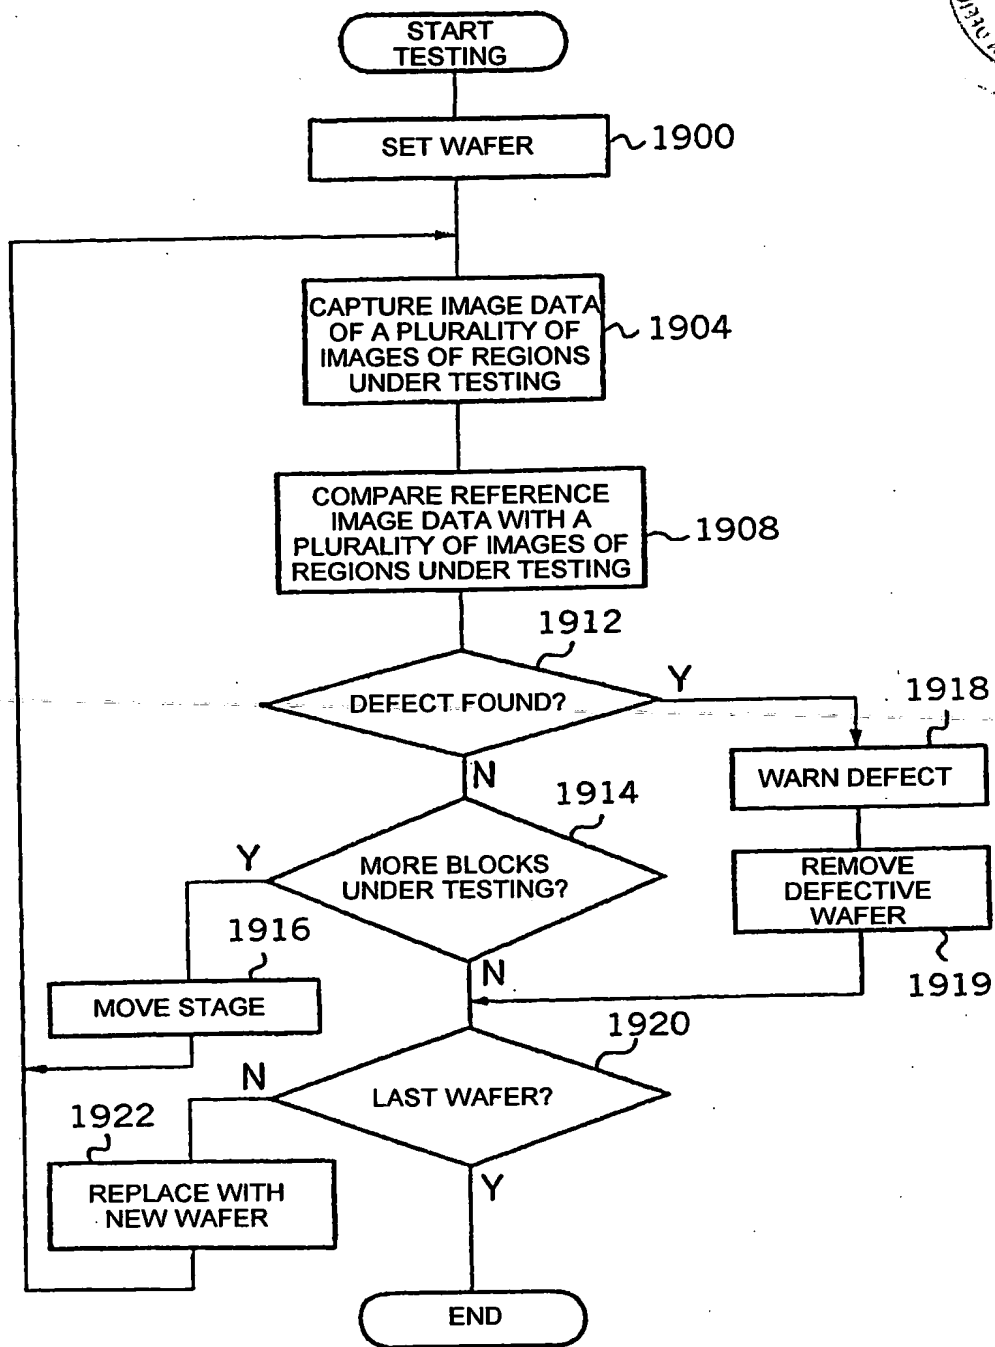 START
TESTING
SET WAFER
1900
CAPTURE IMAGE DATA
OF A PLURALITY OF
IMAGES OF REGIONS
UNDER TESTING
1904
COMPARE REFERENCE
IMAGE DATA WITH A
PLURALITY OF IMAGES OF
REGIONS UNDER TESTING
1908
1912
DEFECT FOUND?
Y
N
1918
WARN DEFECT
1914
MORE BLOCKS
UNDER TESTING?
Y
N
REMOVE
DEFECTIVE
WAFER
1919
1916
MOVE STAGE
1920
LAST WAFER?
N
Y
1922
REPLACE WITH
NEW WAFER
END